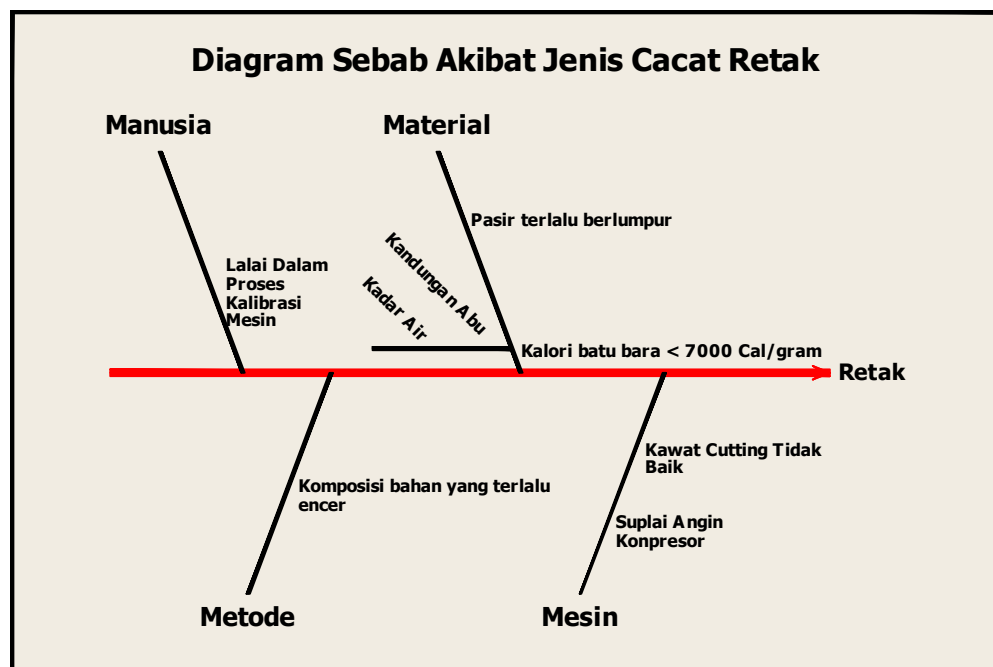 Diagram Sebab Akibat Jenis Cacat Retak
Manusia
Material
Pasir terlalu berlumpur
Kandungan Abu
Kadar Air
Lalai Dalam
Proses
Kalibrasi
Mesin
Kalori batu bara < 7000 Cal/gram
Retak
Kawat Cutting Tidak
Baik
Komposisi bahan yang terlalu
encer
Suplai Angin
Konpresor
Metode
Mesin